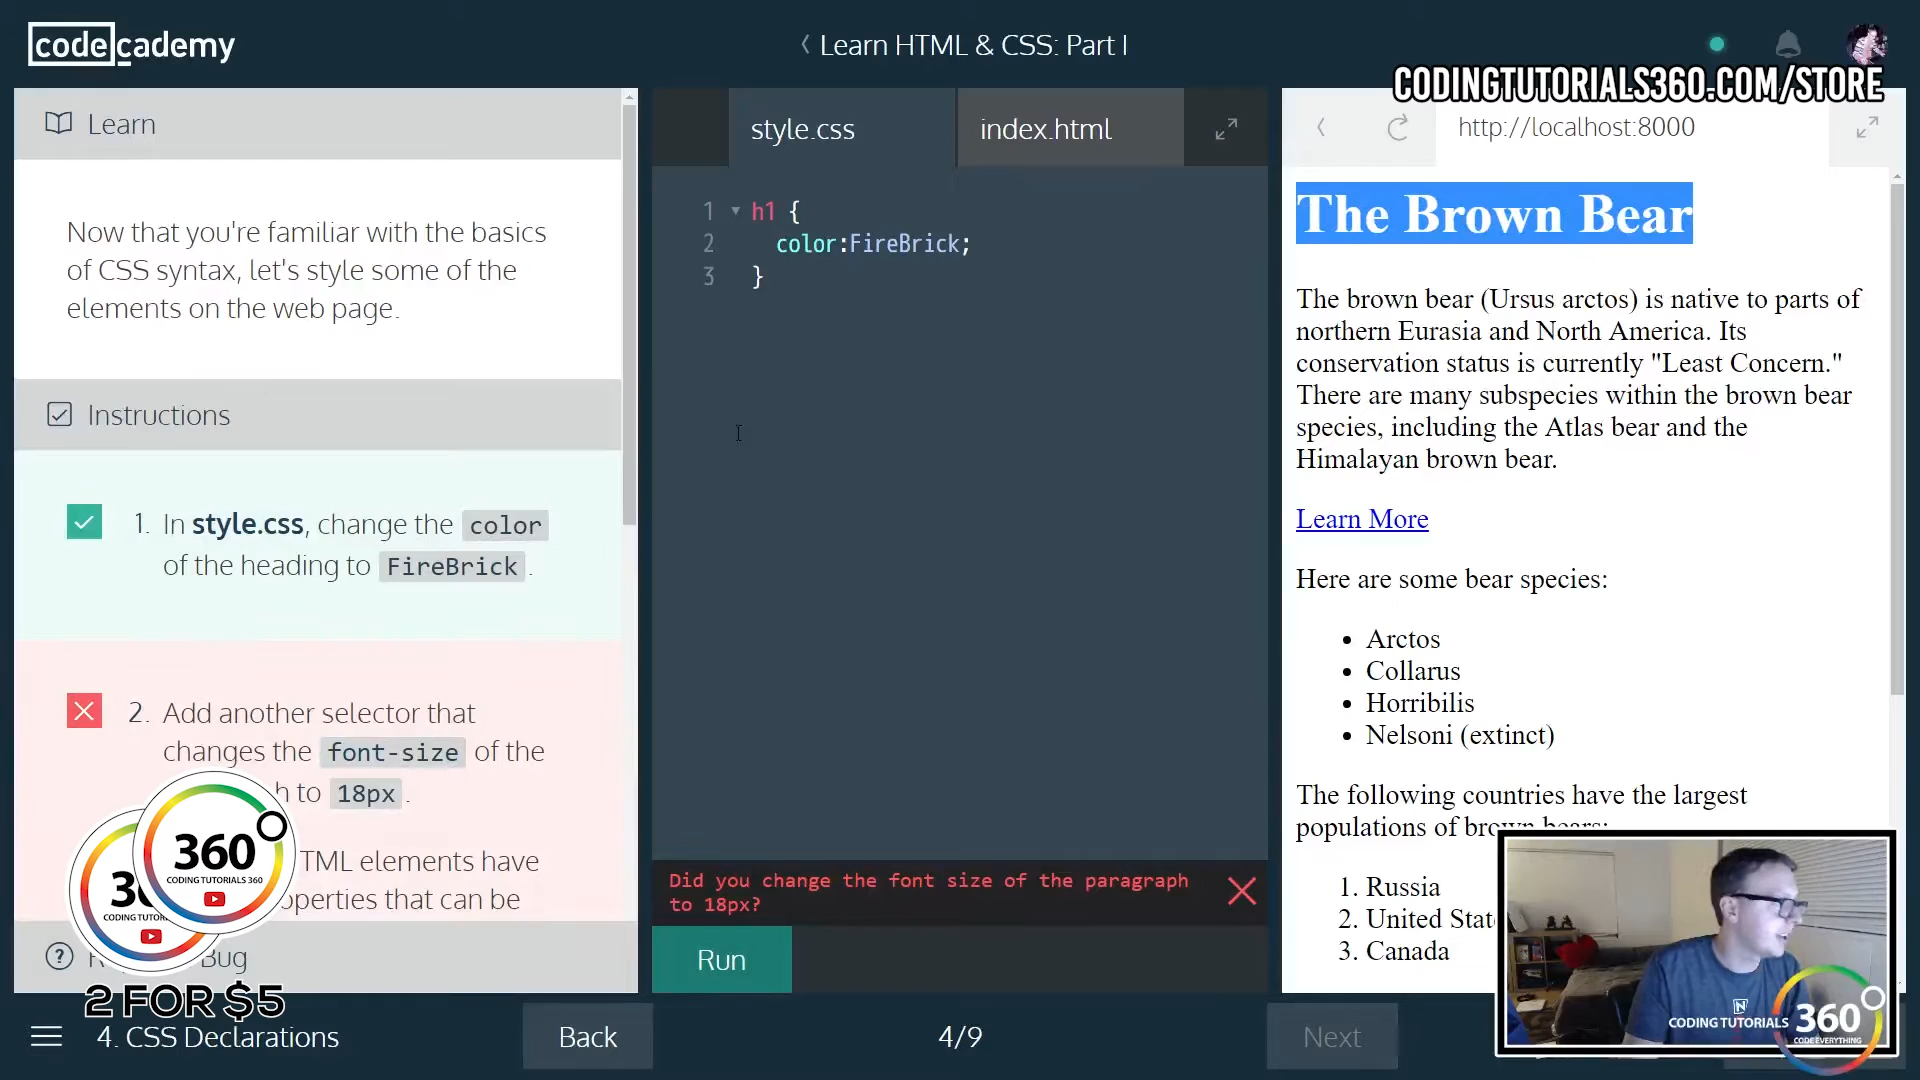 codecademy
Learn HTML & CSS: Part I
CODINGTUTORIALS360.COM/STORE
Learn
Now that you're familiar with the basics
of CSS syntax, let's style some of the
elements on the web page.
Instructions
1. In style.css, change the color
of the heading to FireBrick.
2. Add another selector that
changes the font-size of the
h to 18px.
TML elements have
operties that can be
Bug
360
CODING TUTORIALS 360
CODING TUTOR
2 FOR $5
4. CSS Declarations
Back
4/9
Next
style.css
index.html
1 h1 {
2 color:FireBrick;
3 }
Did you change the font size of the paragraph
to 18px?
Run
http://localhost:8000
The Brown Bear
The brown bear (Ursus arctos) is native to parts of
northern Eurasia and North America. Its
conservation status is currently "Least Concern."
There are many subspecies within the brown bear
species, including the Atlas bear and the
Himalayan brown bear.
Learn More
Here are some bear species:
• Arctos
• Collarus
• Horribilis
• Nelsoni (extinct)
The following countries have the largest
populations of brown bears:
1. Russia
2. United State
3. Canada
CODING TUTORIALS 360
CODE EVERYTHING